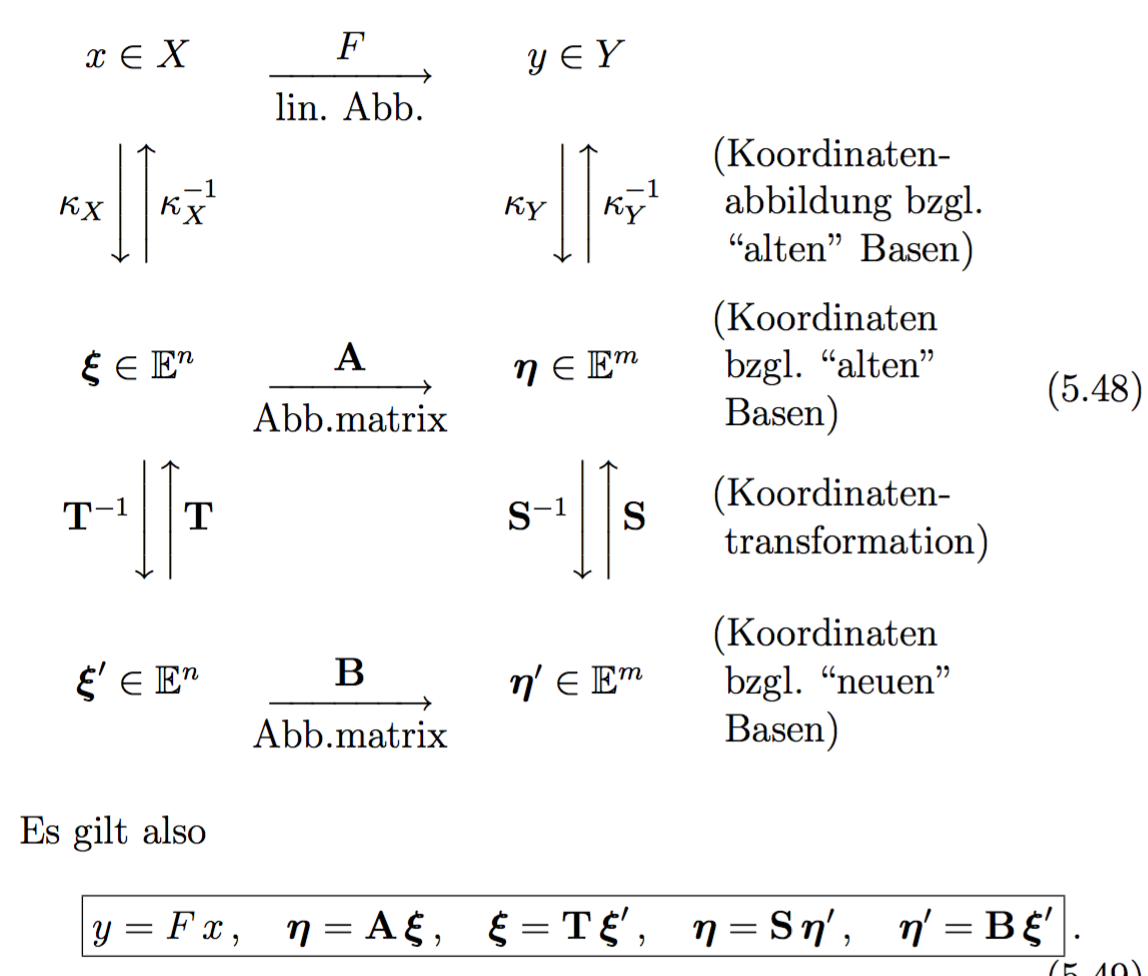 x ∈ X    F    y ∈ Y
lin. Abb.
(Koordinaten-
κ_X    κ_X^{-1}    κ_Y    κ_Y^{-1}    abbildung bzgl.
“alten” Basen)
(Koordinaten
ξ ∈ 𝔼^n    A    η ∈ 𝔼^m    bzgl. “alten”    (5.48)
Abb.matrix    Basen)
T^{-1}    T    S^{-1}    S    (Koordinaten-
transformation)
(Koordinaten
ξ′ ∈ 𝔼^n    B    η′ ∈ 𝔼^m    bzgl. “neuen”
Abb.matrix    Basen)
Es gilt also
y = F x ,    η = A ξ ,    ξ = T ξ′ ,    η = S η′ ,    η′ = B ξ′ .